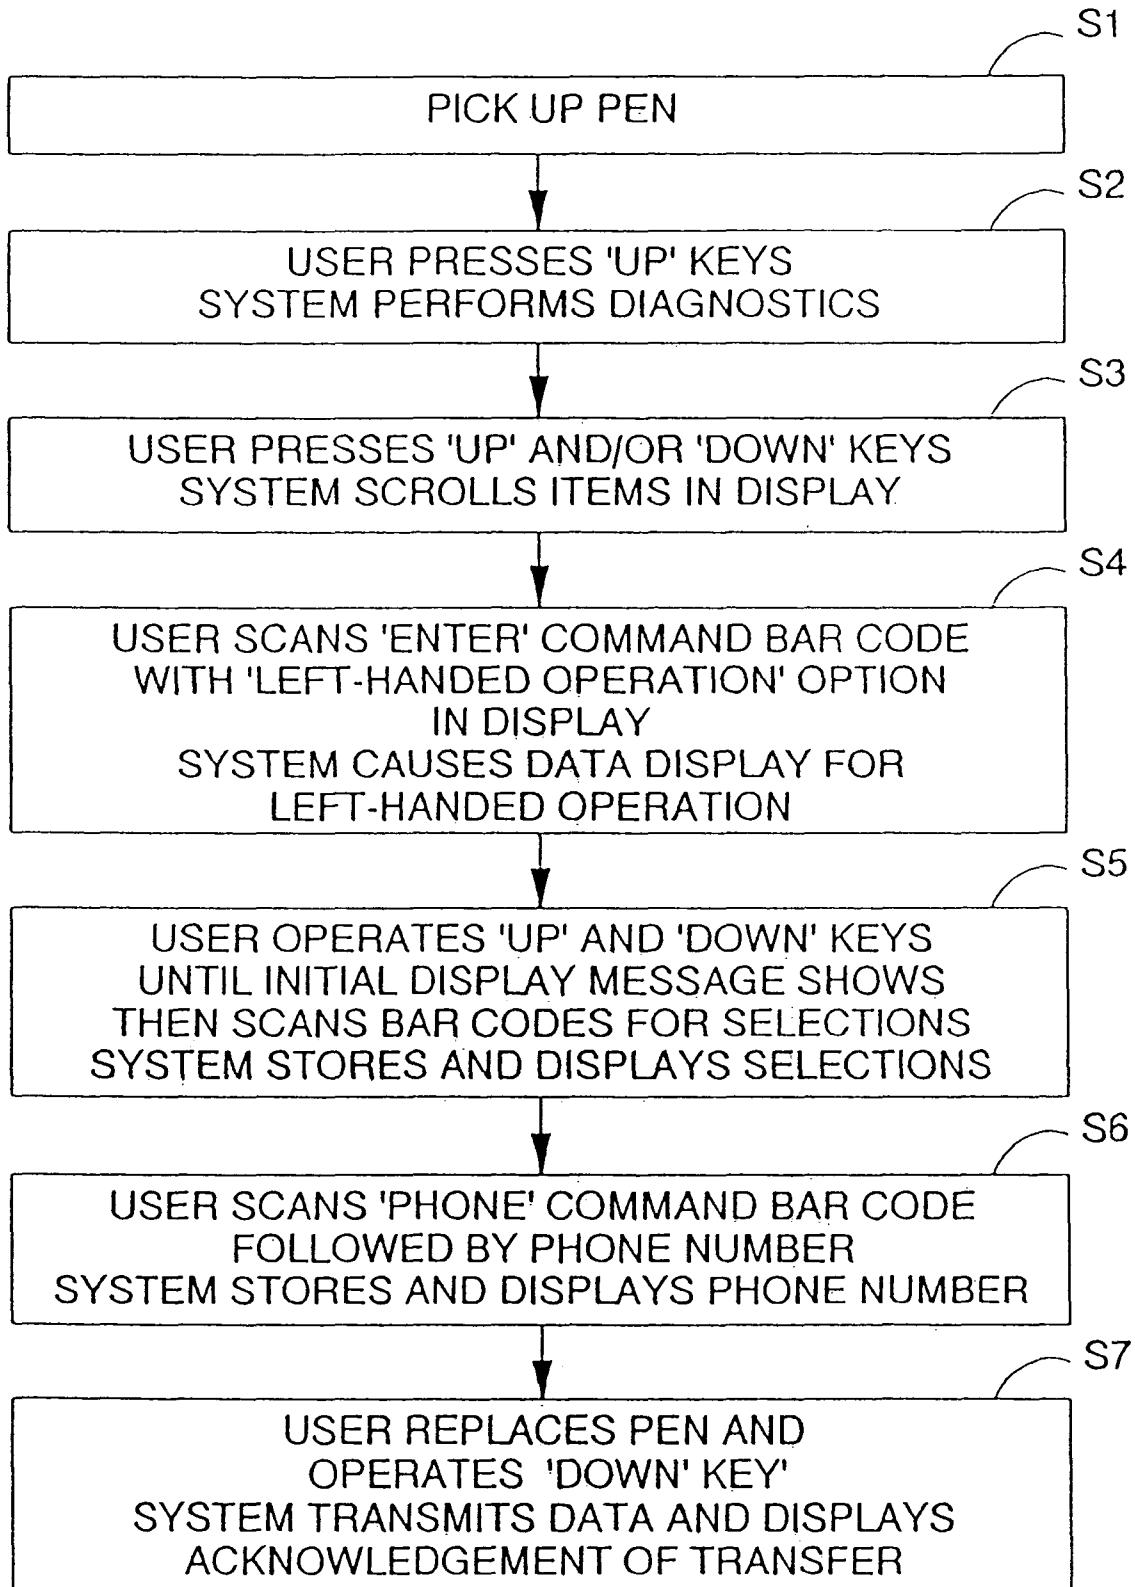 S1
PICK UP PEN
S2
USER PRESSES 'UP' KEYS
SYSTEM PERFORMS DIAGNOSTICS
S3
USER PRESSES 'UP' AND/OR 'DOWN' KEYS
SYSTEM SCROLLS ITEMS IN DISPLAY
S4
USER SCANS 'ENTER' COMMAND BAR CODE
WITH 'LEFT-HANDED OPERATION' OPTION
IN DISPLAY
SYSTEM CAUSES DATA DISPLAY FOR
LEFT-HANDED OPERATION
S5
USER OPERATES 'UP' AND 'DOWN' KEYS
UNTIL INITIAL DISPLAY MESSAGE SHOWS
THEN SCANS BAR CODES FOR SELECTIONS
SYSTEM STORES AND DISPLAYS SELECTIONS
S6
USER SCANS 'PHONE' COMMAND BAR CODE
FOLLOWED BY PHONE NUMBER
SYSTEM STORES AND DISPLAYS PHONE NUMBER
S7
USER REPLACES PEN AND
OPERATES 'DOWN' KEY'
SYSTEM TRANSMITS DATA AND DISPLAYS
ACKNOWLEDGEMENT OF TRANSFER